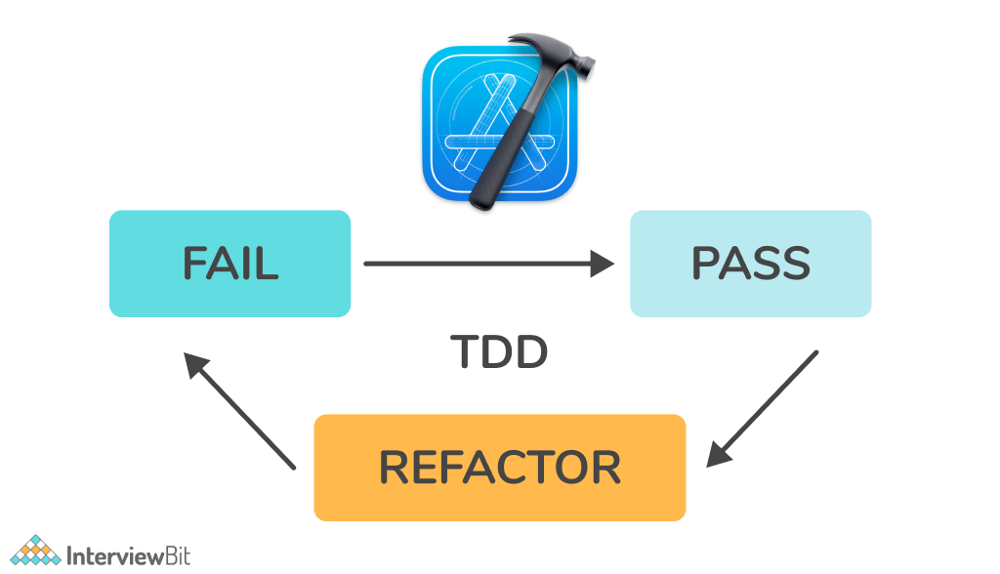 FAIL
PASS
TDD
REFACTOR
InterviewBit